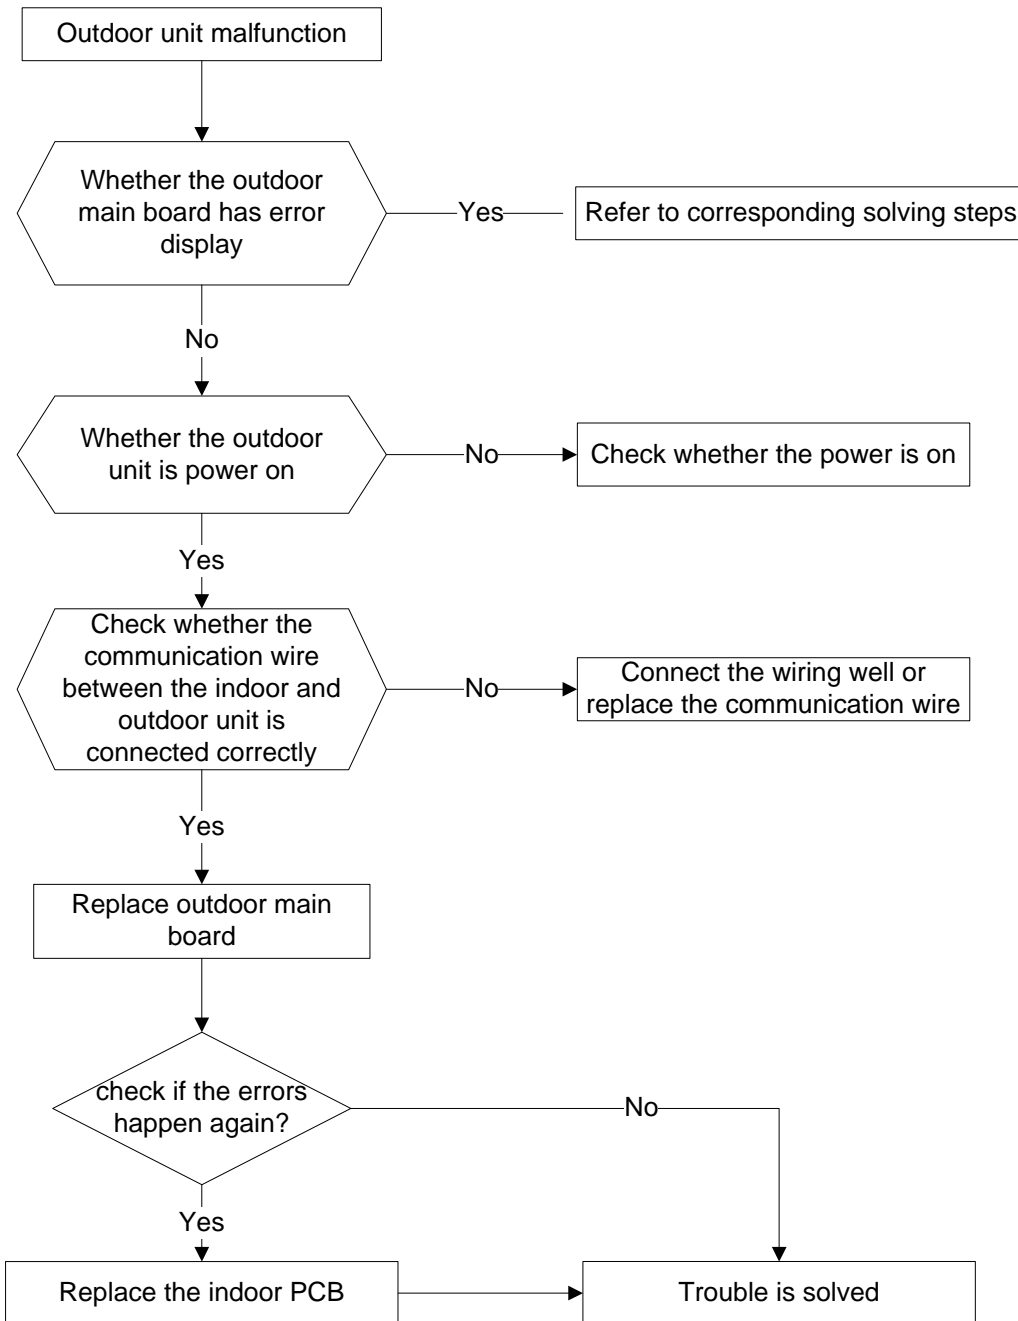 Outdoor unit malfunction
Whether the outdoor
main board has error
display
Yes
Refer to corresponding solving steps
No
Whether the outdoor
unit is power on
No
Check whether the power is on
Yes
Check whether the
communication wire
between the indoor and
outdoor unit is
connected correctly
No
Connect the wiring well or
replace the communication wire
Yes
Replace outdoor main
board
check if the errors
happen again?
No
Yes
Replace the indoor PCB
Trouble is solved